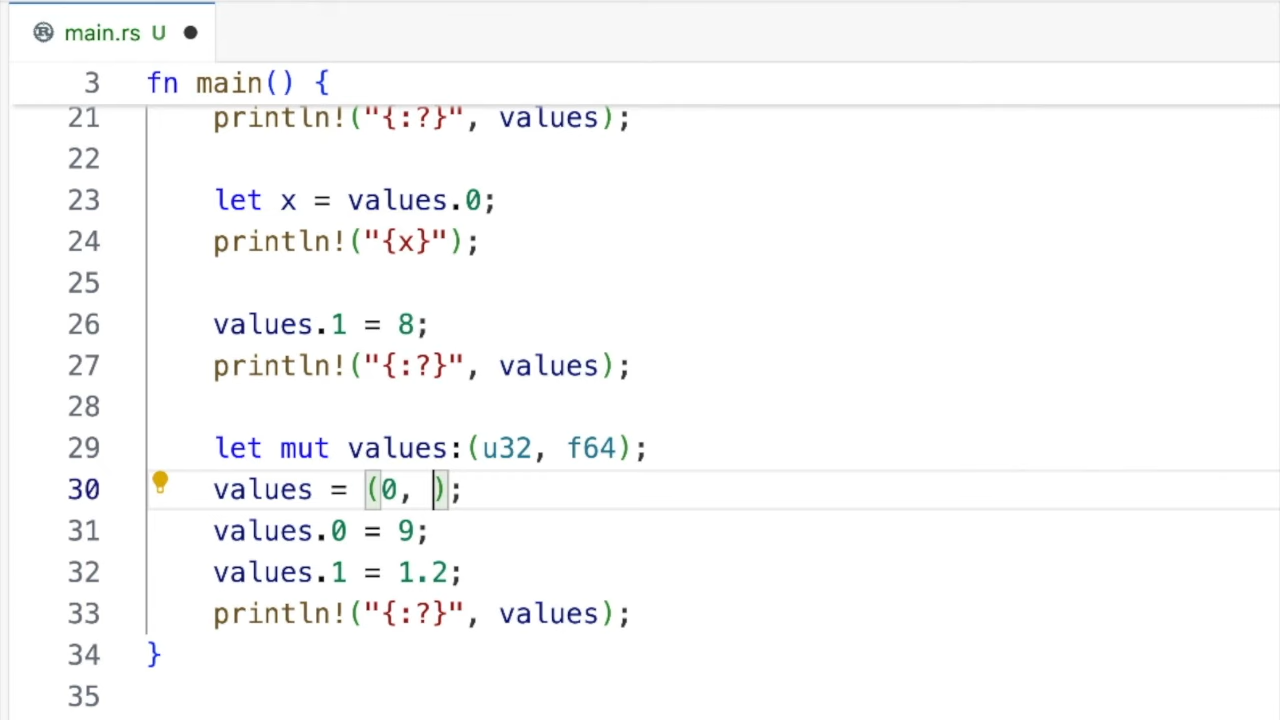 main.rs U
3 fn main() {
21 println!("{:?}", values);
22
23 let x = values.0;
24 println!("{x}");
25
26 values.1 = 8;
27 println!("{:?}", values);
28
29 let mut values:(u32, f64);
30 values = (0, );
31 values.0 = 9;
32 values.1 = 1.2;
33 println!("{:?}", values);
34 }
35